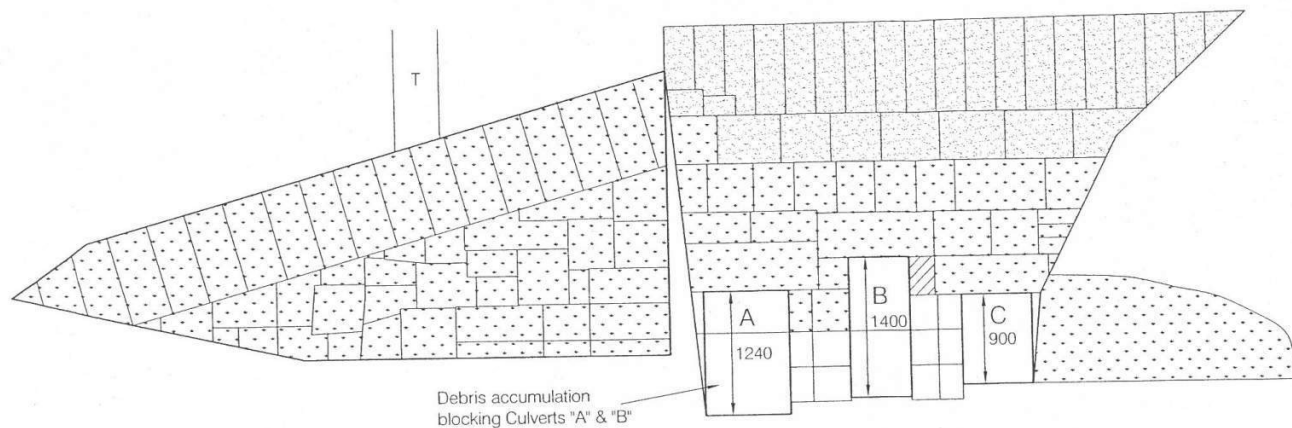 T
A
1240
B
1400
C
900
Debris accumulation
blocking Culverts "A" & "B"